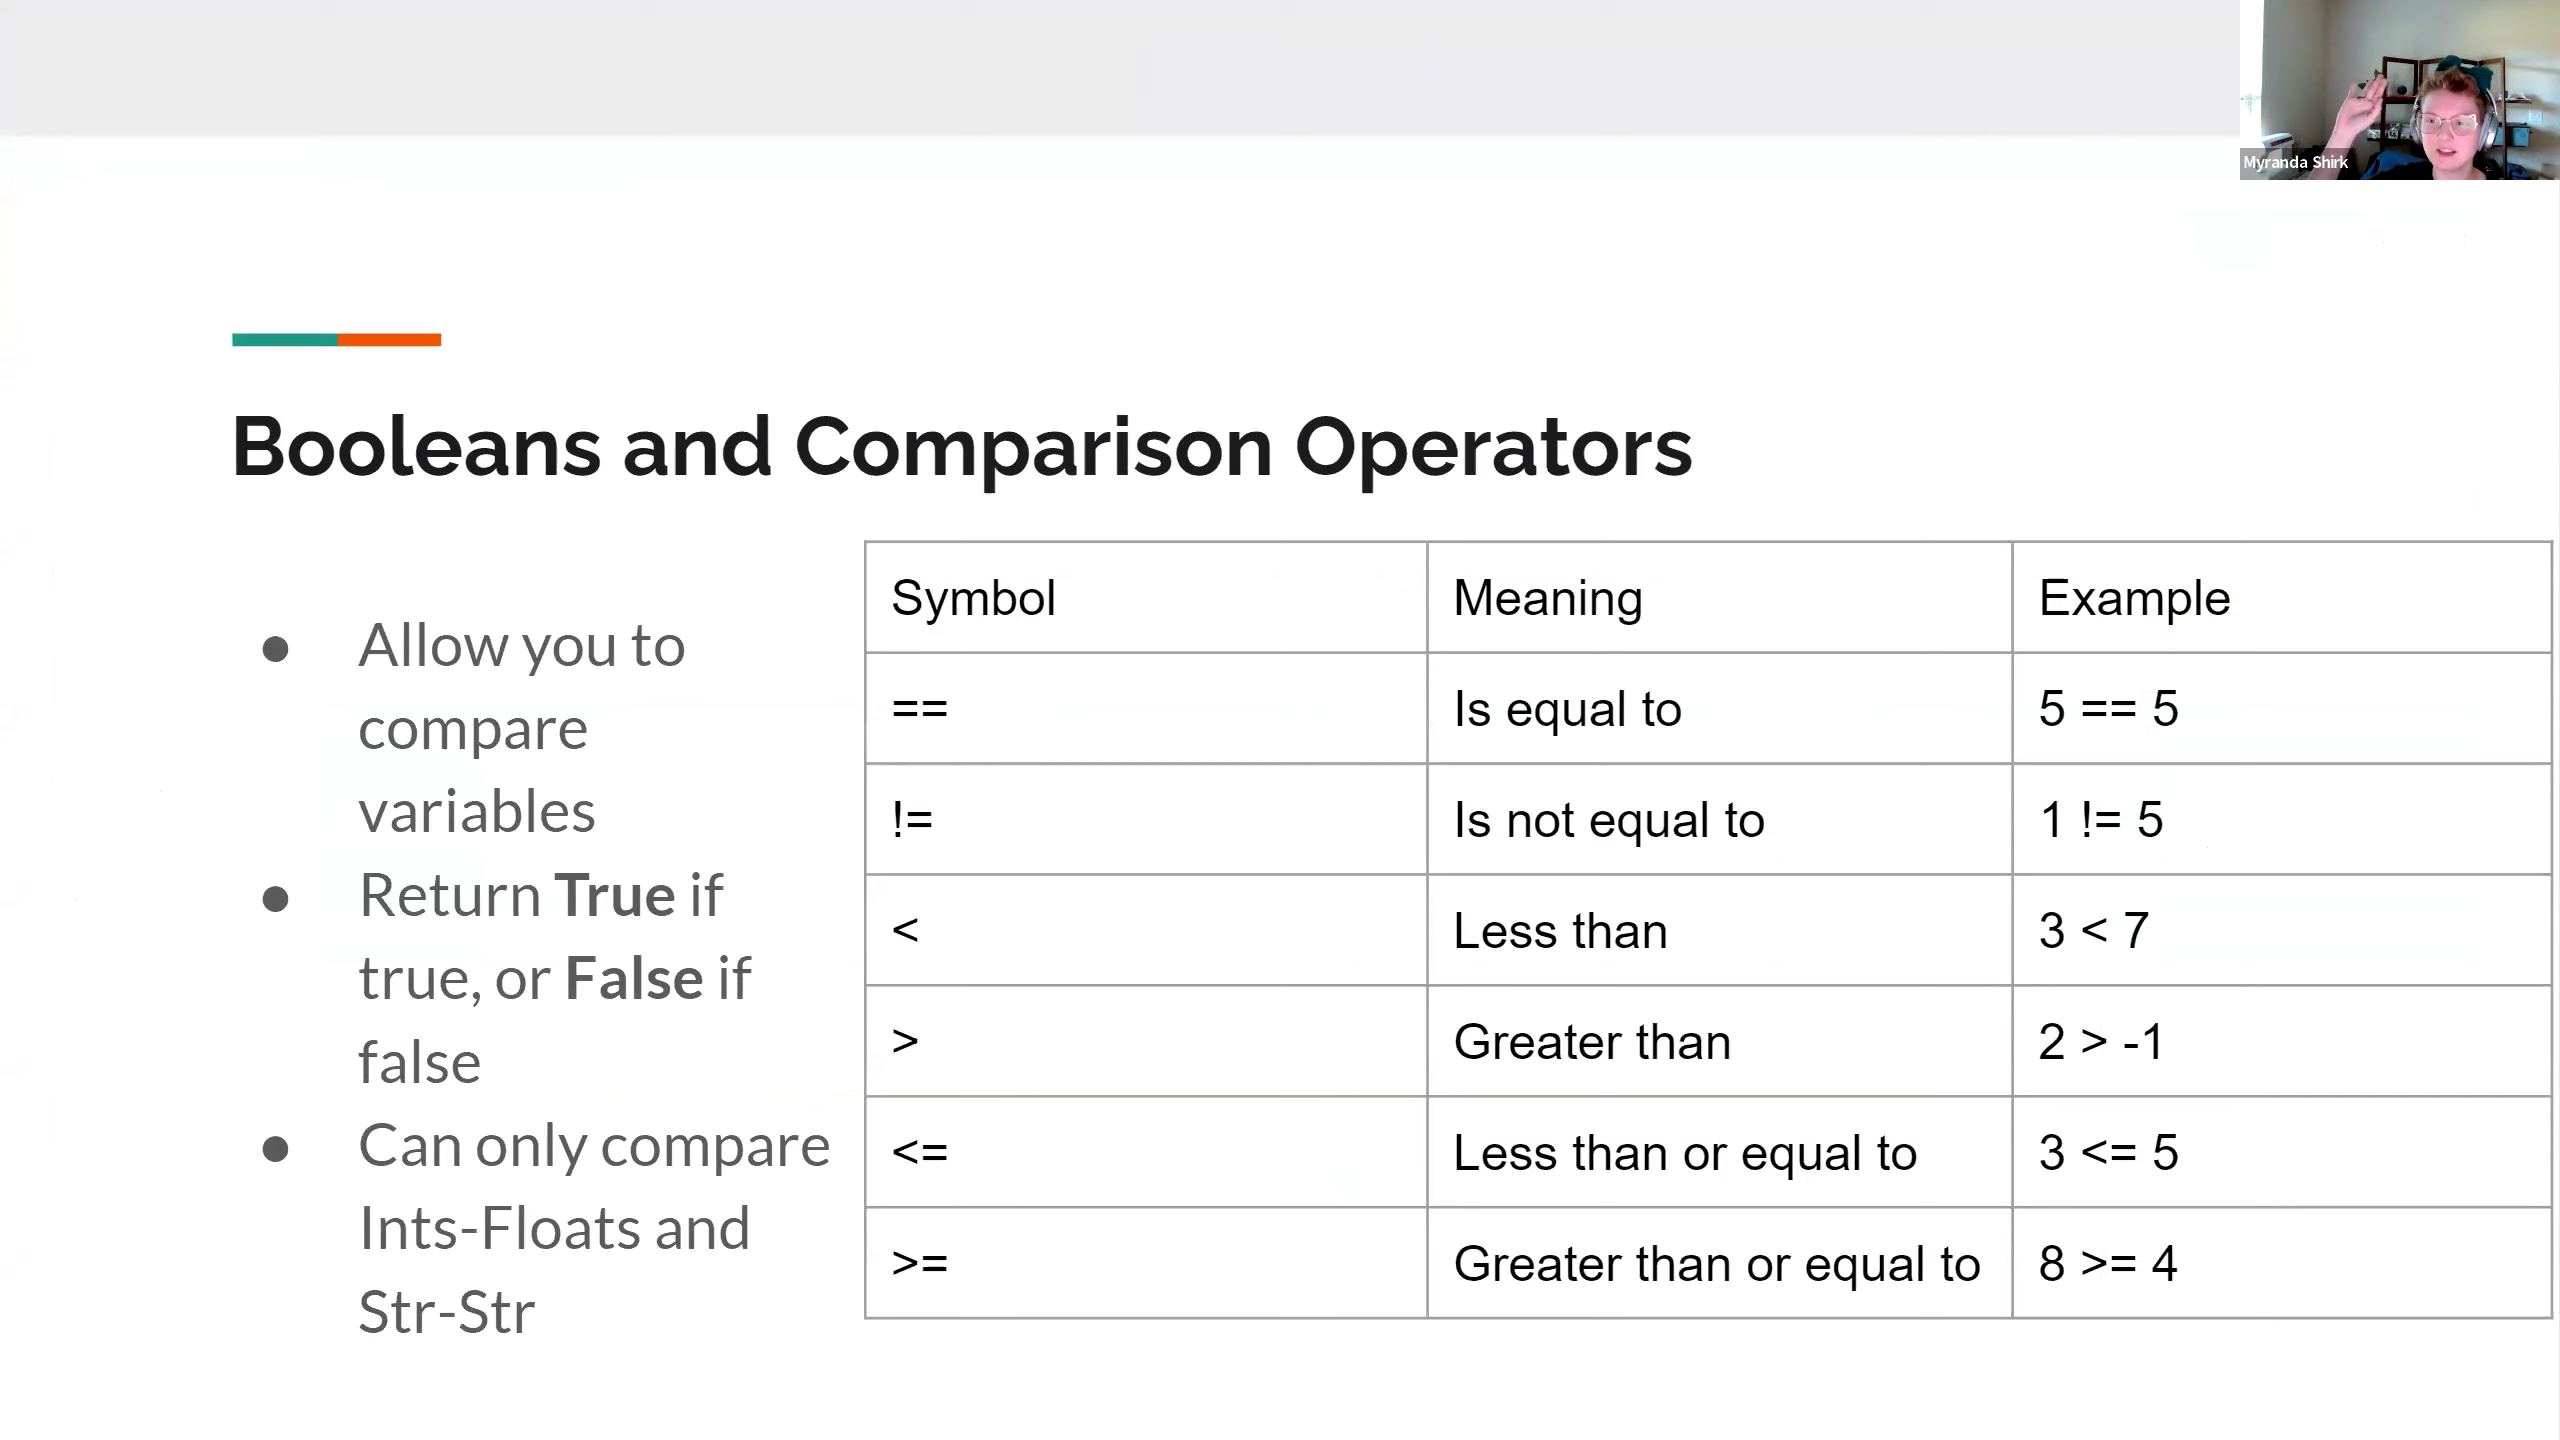 Myranda Shirk
Booleans and Comparison Operators
● Allow you to
compare
variables
● Return True if
true, or False if
false
● Can only compare
Ints-Floats and
Str-Str
Symbol Meaning Example
== Is equal to 5 == 5
!= Is not equal to 1 != 5
< Less than 3 < 7
> Greater than 2 > -1
<= Less than or equal to 3 <= 5
>= Greater than or equal to 8 >= 4